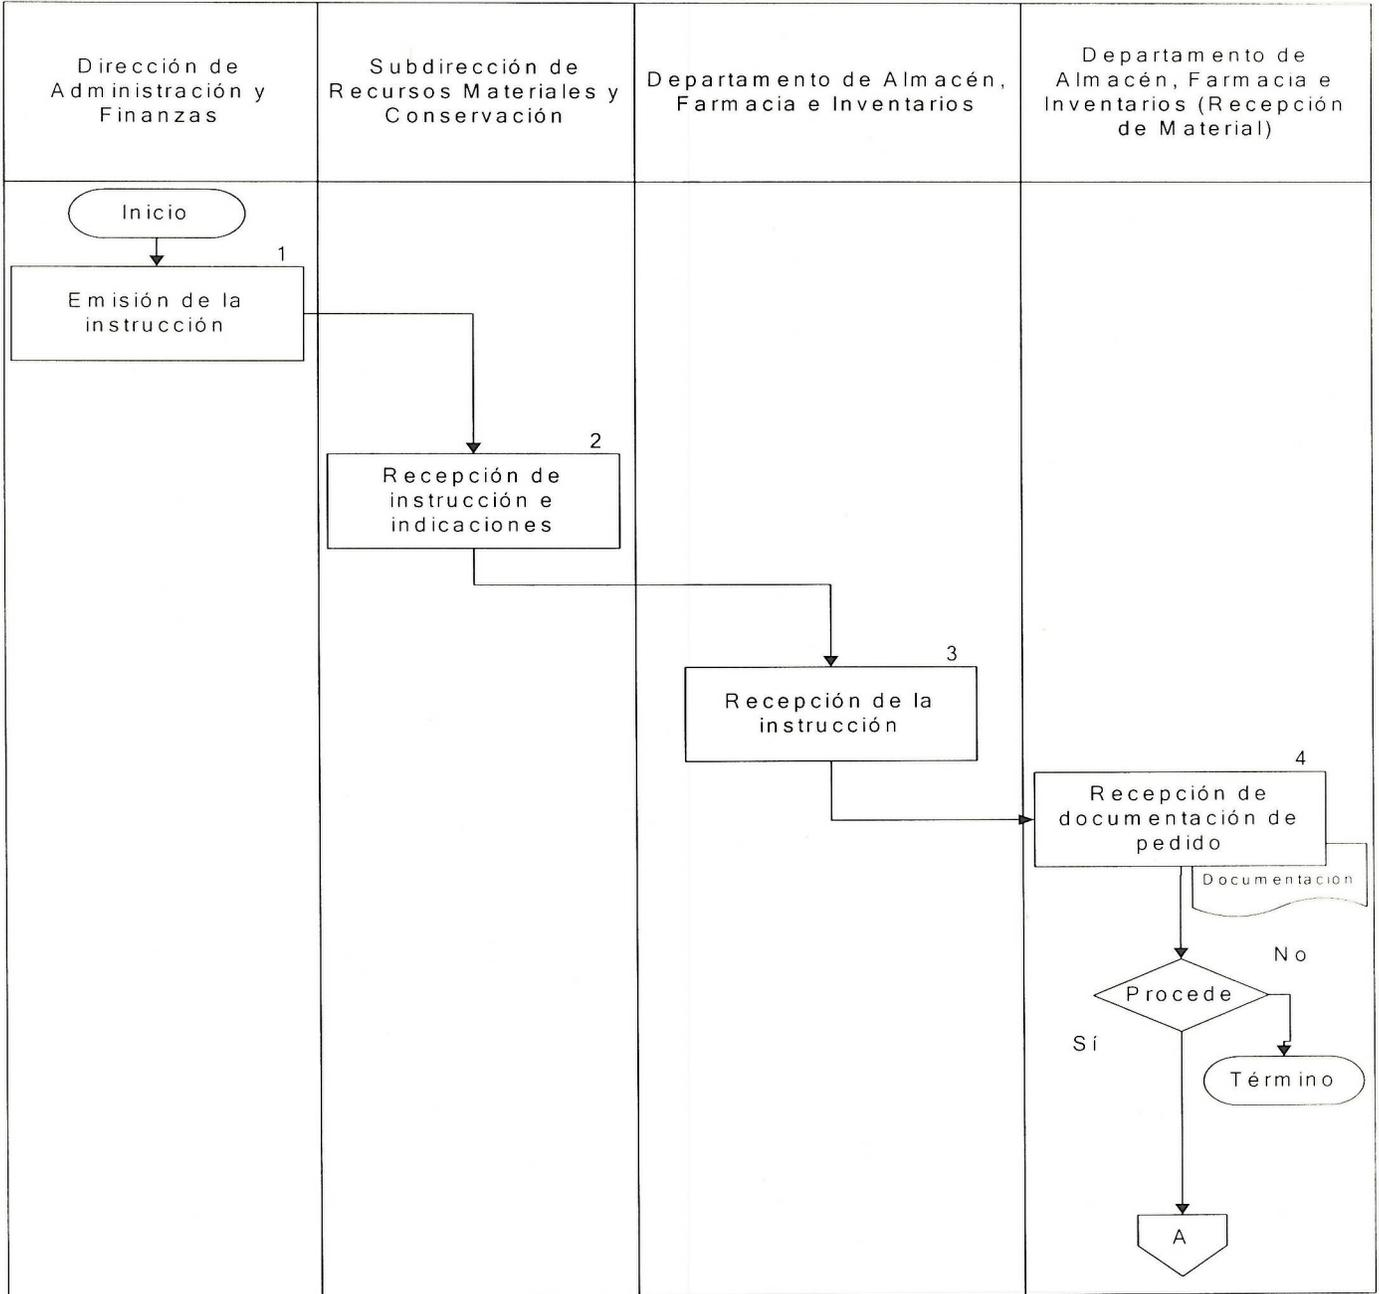 Dirección de
Administración y
Finanzas
Subdirección de
Recursos Materiales y
Conservación
Departamento de Almacén,
Farmacia e Inventarios
Departamento de
Almacén, Farmacia e
Inventarios (Recepción
de Material)
Inicio
1
Emisión de la
instrucción
2
Recepción de
instrucción e
indicaciones
3
Recepción de la
instrucción
4
Recepción de
documentación de
pedido
Documentación
No
Procede
Sí
Término
A